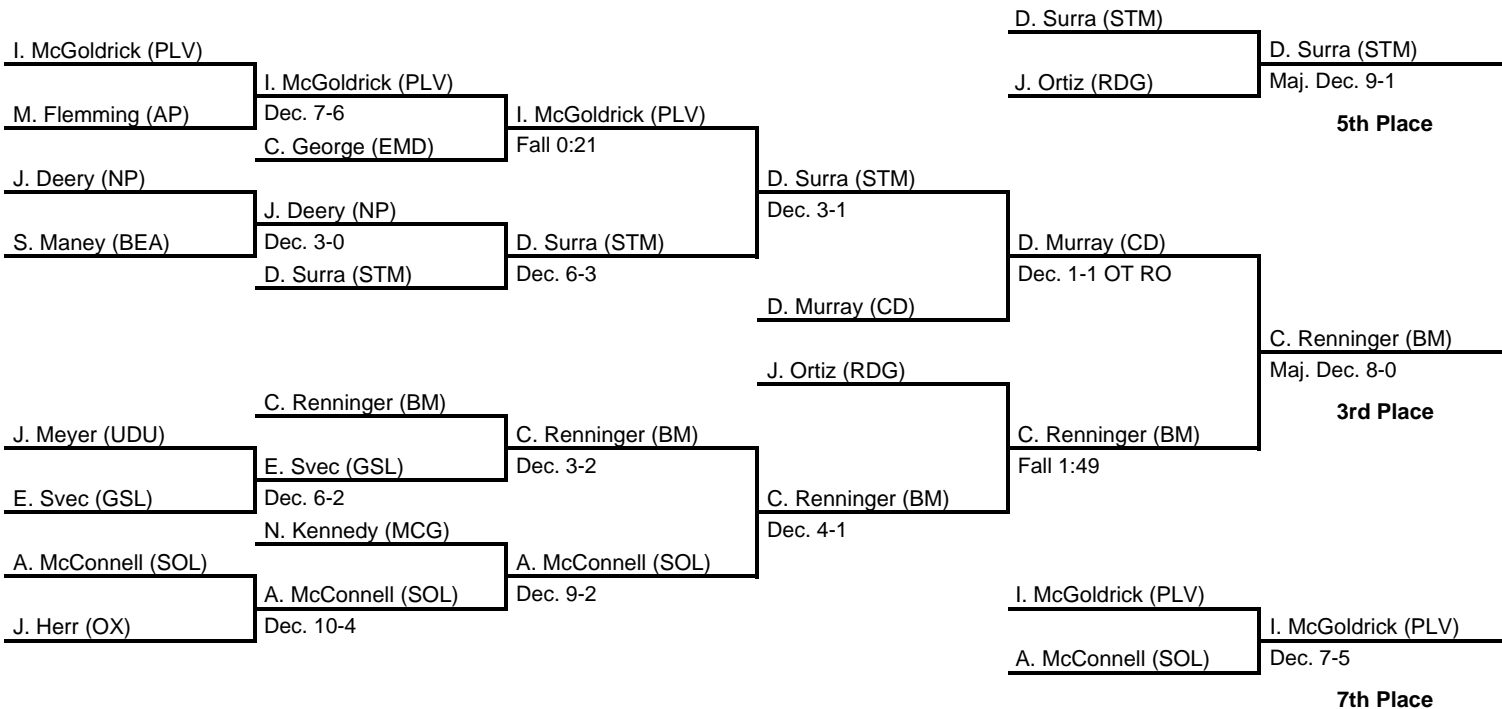 D. Surra (STM)
I. McGoldrick (PLV)
D. Surra (STM)
I. McGoldrick (PLV)
J. Ortiz (RDG)
Maj. Dec. 9-1
M. Flemming (AP)
Dec. 7-6
I. McGoldrick (PLV)
5th Place
C. George (EMD)
Fall 0:21
J. Deery (NP)
D. Surra (STM)
J. Deery (NP)
Dec. 3-1
S. Maney (BEA)
Dec. 3-0
D. Surra (STM)
D. Murray (CD)
D. Surra (STM)
Dec. 6-3
Dec. 1-1 OT RO
D. Murray (CD)
C. Renninger (BM)
J. Ortiz (RDG)
Maj. Dec. 8-0
C. Renninger (BM)
3rd Place
J. Meyer (UDU)
C. Renninger (BM)
C. Renninger (BM)
E. Svec (GSL)
Dec. 3-2
Fall 1:49
E. Svec (GSL)
Dec. 6-2
C. Renninger (BM)
N. Kennedy (MCG)
Dec. 4-1
A. McConnell (SOL)
A. McConnell (SOL)
A. McConnell (SOL)
Dec. 9-2
I. McGoldrick (PLV)
J. Herr (OX)
Dec. 10-4
I. McGoldrick (PLV)
A. McConnell (SOL)
Dec. 7-5
7th Place